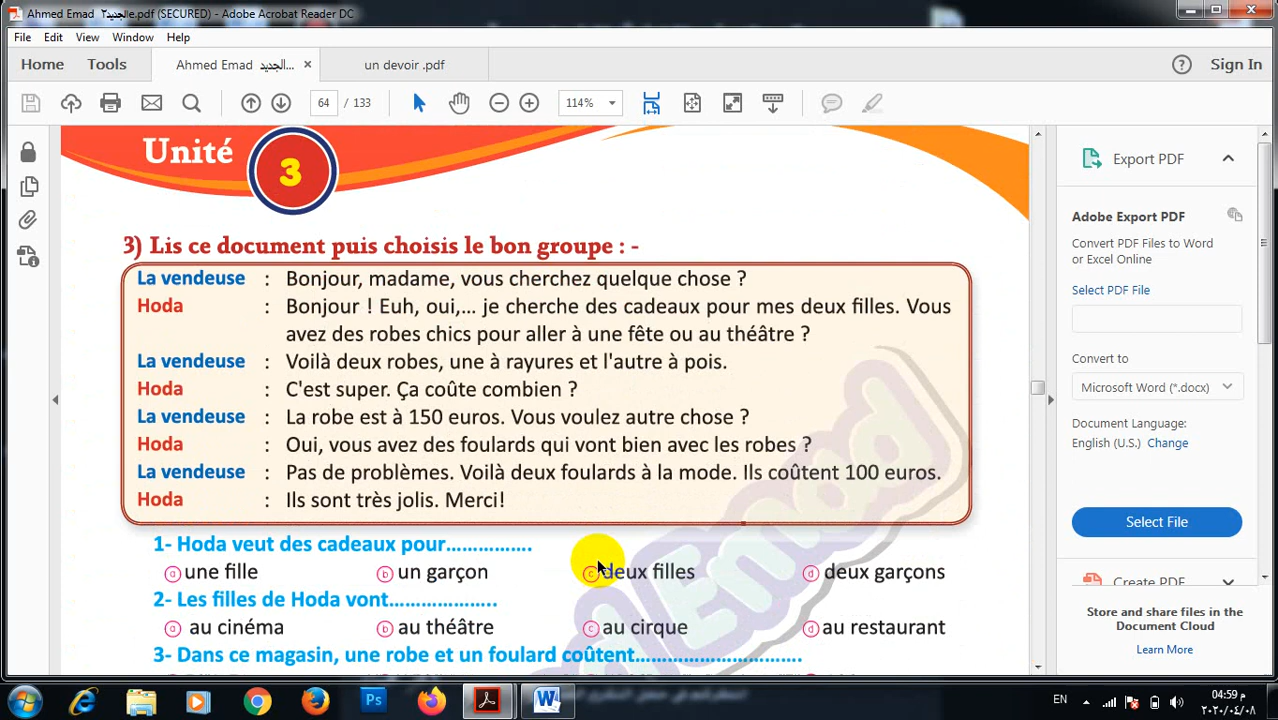 Ahmed Emad الجديد٢e.pdf (SECURED) - Adobe Acrobat Reader DC
File Edit View Window Help
Home Tools Ahmed Emad الجديد... × un devoir .pdf ? Sign In
64 / 133 114%
Unité 3
3) Lis ce document puis choisis le bon groupe : -
La vendeuse : Bonjour, madame, vous cherchez quelque chose ?
Hoda : Bonjour ! Euh, oui,... je cherche des cadeaux pour mes deux filles. Vous
avez des robes chics pour aller à une fête ou au théâtre ?
La vendeuse : Voilà deux robes, une à rayures et l'autre à pois.
Hoda : C'est super. Ça coûte combien ?
La vendeuse : La robe est à 150 euros. Vous voulez autre chose ?
Hoda : Oui, vous avez des foulards qui vont bien avec les robes ?
La vendeuse : Pas de problèmes. Voilà deux foulards à la mode. Ils coûtent 100 euros.
Hoda : Ils sont très jolis. Merci!
1- Hoda veut des cadeaux pour...............
a une fille b un garçon c deux filles d deux garçons
2- Les filles de Hoda vont..................
a au cinéma b au théâtre c au cirque d au restaurant
3- Dans ce magasin, une robe et un foulard coûtent............................
Emad
Export PDF
Adobe Export PDF
Convert PDF Files to Word
or Excel Online
Select PDF File
Convert to
Microsoft Word (*.docx)
Document Language:
English (U.S.) Change
Select File
Create PDF
Store and share files in the
Document Cloud
Learn More
Ps W EN 04:59 م
٢٠٢٠/٠٤/٠٨